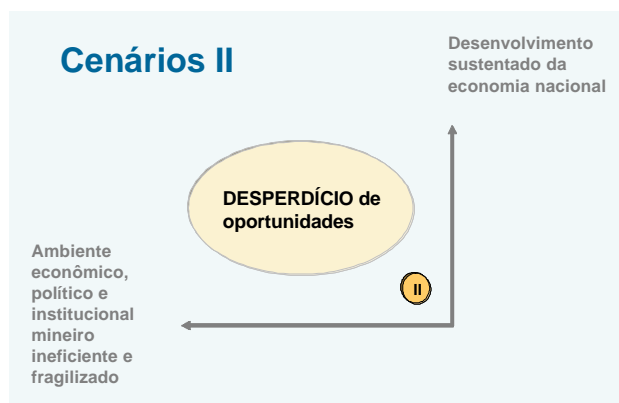 Cenários II
Desenvolvimento
sustentado da
economia nacional
DESPERDÍCIO de
oportunidades
Ambiente
econômico,
político e
institucional
mineiro
ineficiente e
fragilizado
II